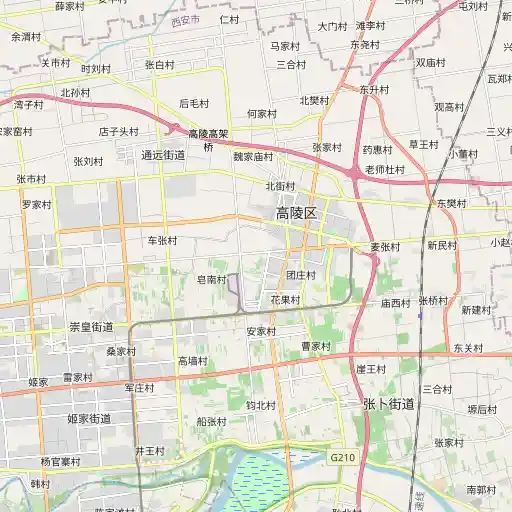 仁村
西安市
大门村
滩李村
屯刘村
余渭村
马家村
东尧村
关市村
时刘村
张白村
三合村
双庙村
瓦郑村
北孙村
后毛村
北樊村
东升村
湾子村
何家村
观高村
宋家窑村
店子头村
高陵高架桥
三义村
通远街道
魏家庙村
张家村
药惠村
草王村
小董村
张刘村
老师杜村
张市村
北街村
罗家村
高陵区
东樊村
车张村
麦张村
新民村
小赵村
皂南村
团庄村
花果村
庙西村
张桥村
新建村
崇皇街道
安家村
桑家村
高墙村
曹家村
东关村
姬家
雷家村
军庄村
崖王村
三合村
姬家街道
船张村
钧北村
张卜街道
塬后村
张家村
井王村
杨官寨村
G210
韩村
南郭村